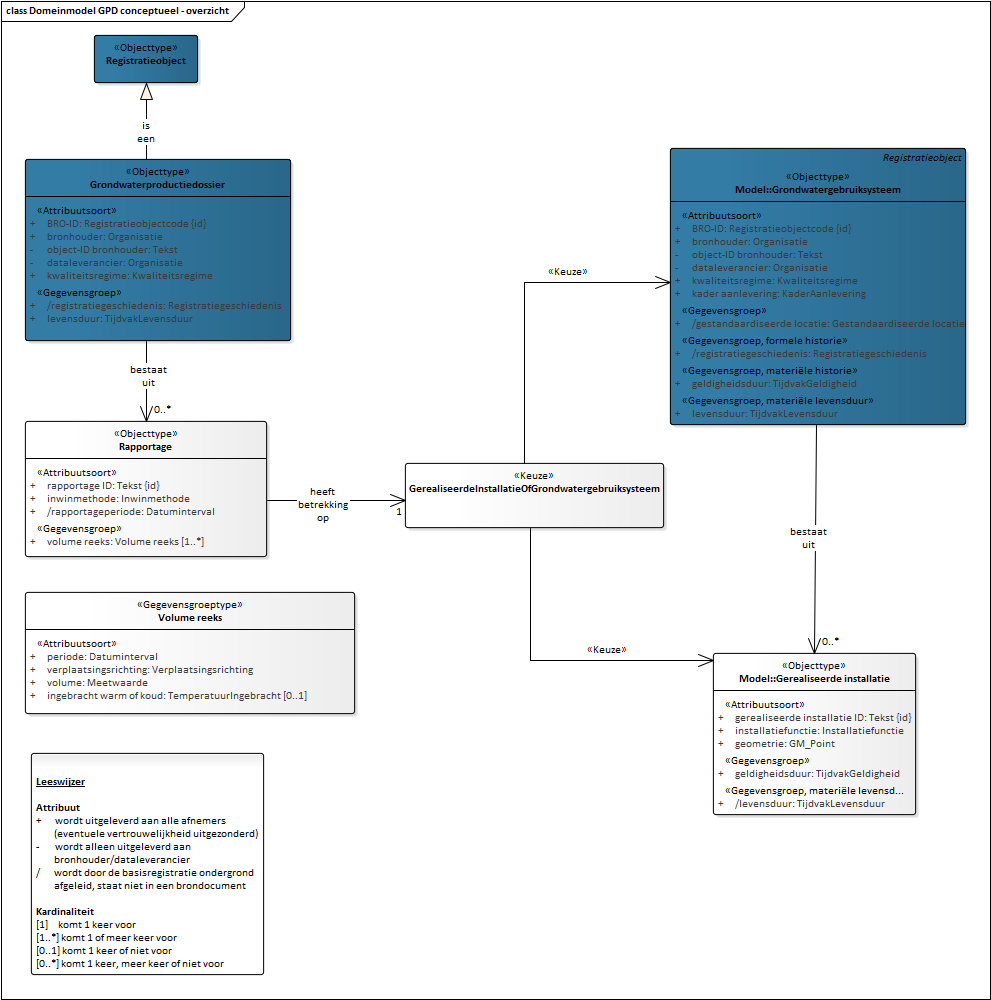 class Domeinmodel GPD conceptueel - overzicht
«Objecttype»
Registratieobject
is
een
«Objecttype»
Grondwaterproductiedossier
«Attribuutsoort»
+ BRO-ID: Registratieobjectcode {id}
+ bronhouder: Organisatie
- object-ID bronhouder: Tekst
- dataleverancier: Organisatie
+ kwaliteitsregime: Kwaliteitsregime
«Gegevensgroep»
+ /registratiegeschiedenis: Registratiegeschiedenis
+ levensduur: TijdvakLevensduur
bestaat
uit
0..*
«Objecttype»
Rapportage
«Attribuutsoort»
+ rapportage ID: Tekst {id}
+ inwinmethode: Inwinmethode
+ /rapportageperiode: Datuminterval
«Gegevensgroep»
+ volume reeks: Volume reeks [1..*]
heeft
betrekking
op
1
«Keuze»
GerealiseerdeInstallatieOfGrondwatergebruiksysteem
«Keuze»
«Keuze»
Registratieobject
«Objecttype»
Model::Grondwatergebruiksysteem
«Attribuutsoort»
+ BRO-ID: Registratieobjectcode {id}
+ bronhouder: Organisatie
- object-ID bronhouder: Tekst
- dataleverancier: Organisatie
+ kwaliteitsregime: Kwaliteitsregime
+ kader aanlevering: KaderAanlevering
«Gegevensgroep»
+ /gestandaardiseerde locatie: Gestandaardiseerde locatie
«Gegevensgroep, formele historie»
+ /registratiegeschiedenis: Registratiegeschiedenis
«Gegevensgroep, materiële historie»
+ geldigheidsduur: TijdvakGeldigheid
«Gegevensgroep, materiële levensduur»
+ levensduur: TijdvakLevensduur
bestaat
uit
0..*
«Objecttype»
Model::Gerealiseerde installatie
«Attribuutsoort»
+ gerealiseerde installatie ID: Tekst {id}
+ installatiefunctie: Installatiefunctie
+ geometrie: GM_Point
«Gegevensgroep»
+ geldigheidsduur: TijdvakGeldigheid
«Gegevensgroep, materiële levensd...
+ /levensduur: TijdvakLevensduur
«Gegevensgroeptype»
Volume reeks
«Attribuutsoort»
+ periode: Datuminterval
+ verplaatsingsrichting: Verplaatsingsrichting
+ volume: Meetwaarde
+ ingebracht warm of koud: TemperatuurIngebracht [0..1]
Leeswijzer
Attribuut
+ wordt uitgeleverd aan alle afnemers
(eventuele vertrouwelijkheid uitgezonderd)
- wordt alleen uitgeleverd aan
bronhouder/dataleverancier
/ wordt door de basisregistratie ondergrond
afgeleid, staat niet in een brondocument
Kardinaliteit
[1] komt 1 keer voor
[1..*] komt 1 of meer keer voor
[0..1] komt 1 keer of niet voor
[0..*] komt 1 keer, meer keer of niet voor